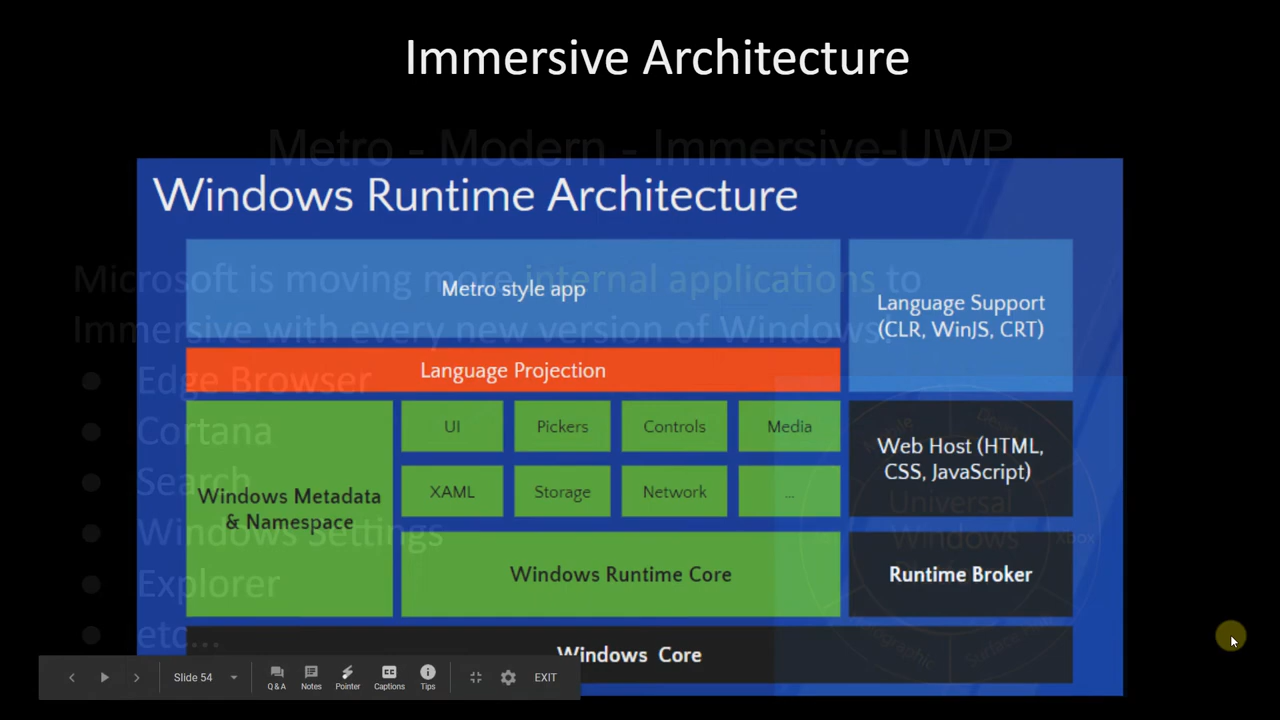 Immersive Architecture
Metro - Modern - Immersive-UWP
Windows Runtime Architecture
Microsoft is moving more internal applications to
Immersive with every new version of Windows!
Edge Browser
Cortana
Search
Windows Settings
Explorer
etc...
Metro style app
Language Support
(CLR, WinJS, CRT)
Language Projection
UI
Pickers
Controls
Media
Windows Metadata
& Namespace
XAML
Storage
Network
...
Web Host (HTML,
CSS, JavaScript)
Windows Runtime Core
Runtime Broker
Windows Core
Universal
Windows
Xbox
Slide 54
Q&A
Notes
Pointer
Captions
Tips
EXIT